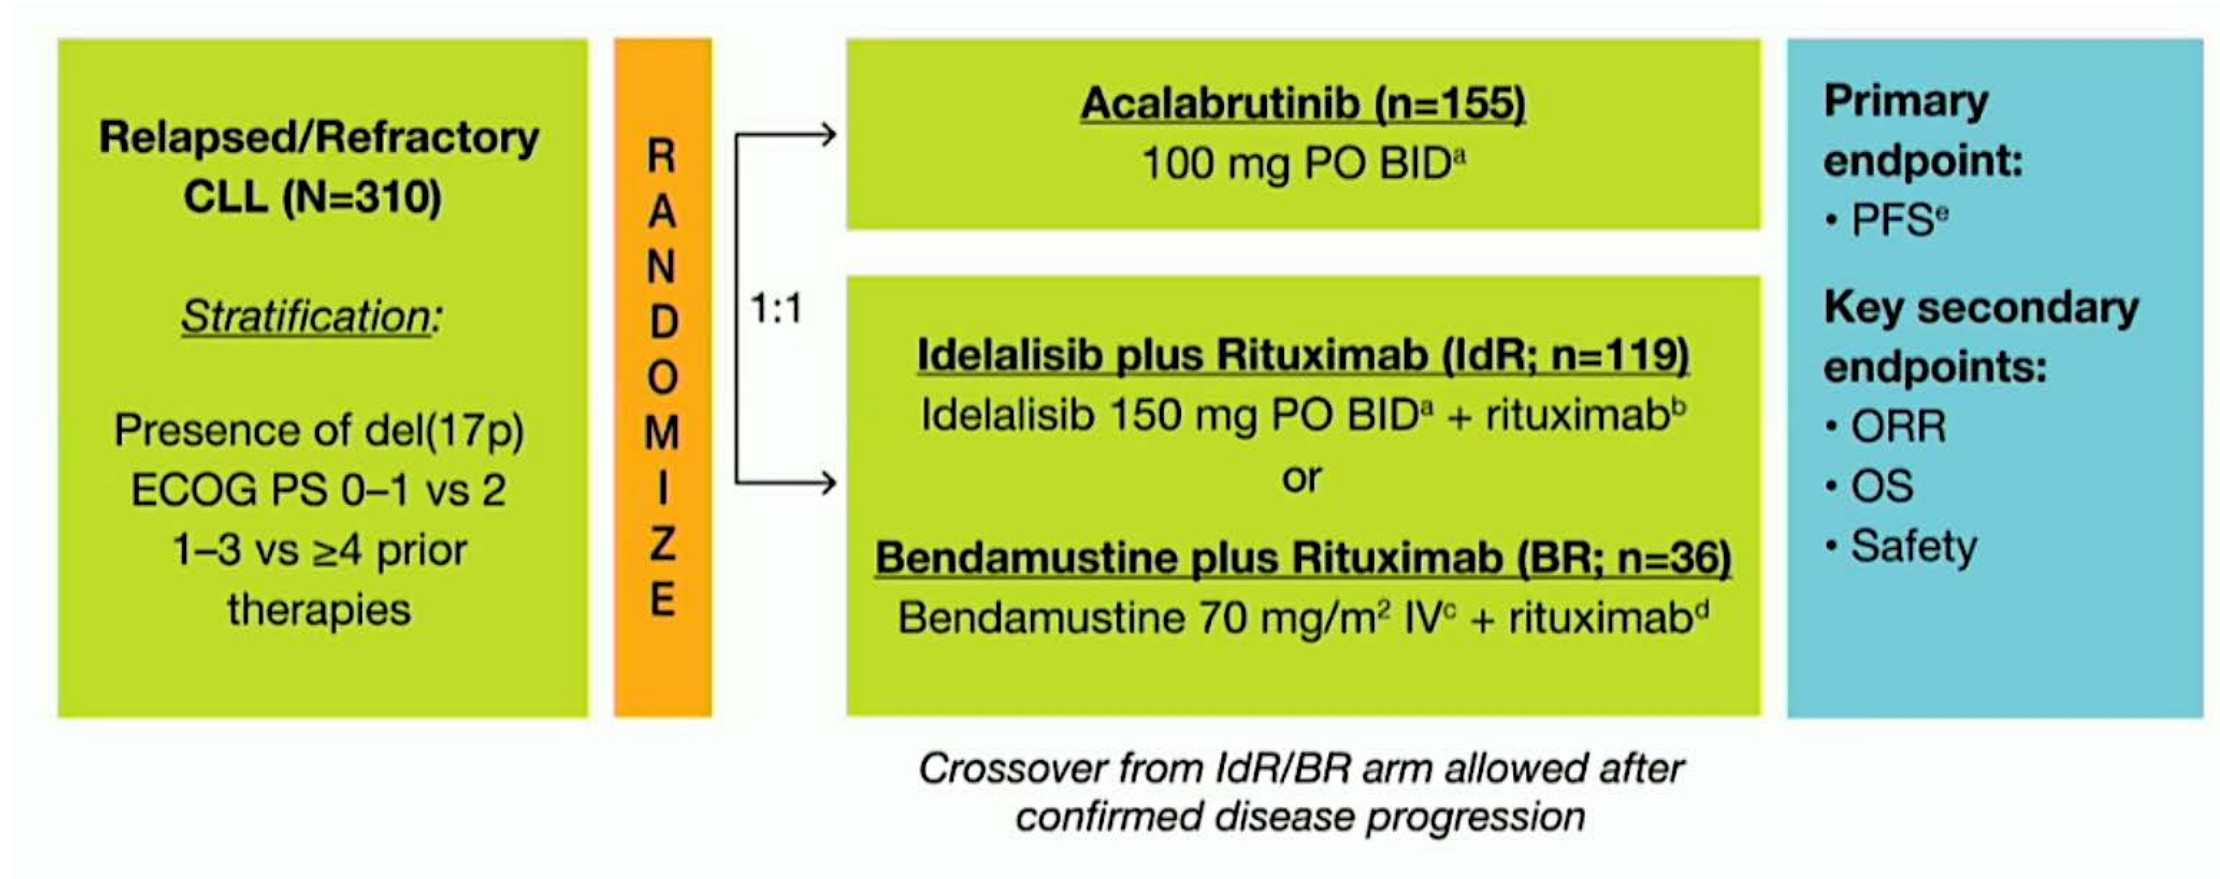 Relapsed/Refractory
CLL (N=310)
Stratification:
Presence of del(17p)
ECOG PS 0–1 vs 2
1–3 vs ≥4 prior
therapies
R
A
N
D
O
M
I
Z
E
1:1
Acalabrutinib (n=155)
100 mg PO BIDᵃ
Idelalisib plus Rituximab (IdR; n=119)
Idelalisib 150 mg PO BIDᵃ + rituximabᵇ
or
Bendamustine plus Rituximab (BR; n=36)
Bendamustine 70 mg/m² IVᶜ + rituximabᵈ
Crossover from IdR/BR arm allowed after
confirmed disease progression
Primary
endpoint:
• PFSᵉ
Key secondary
endpoints:
• ORR
• OS
• Safety